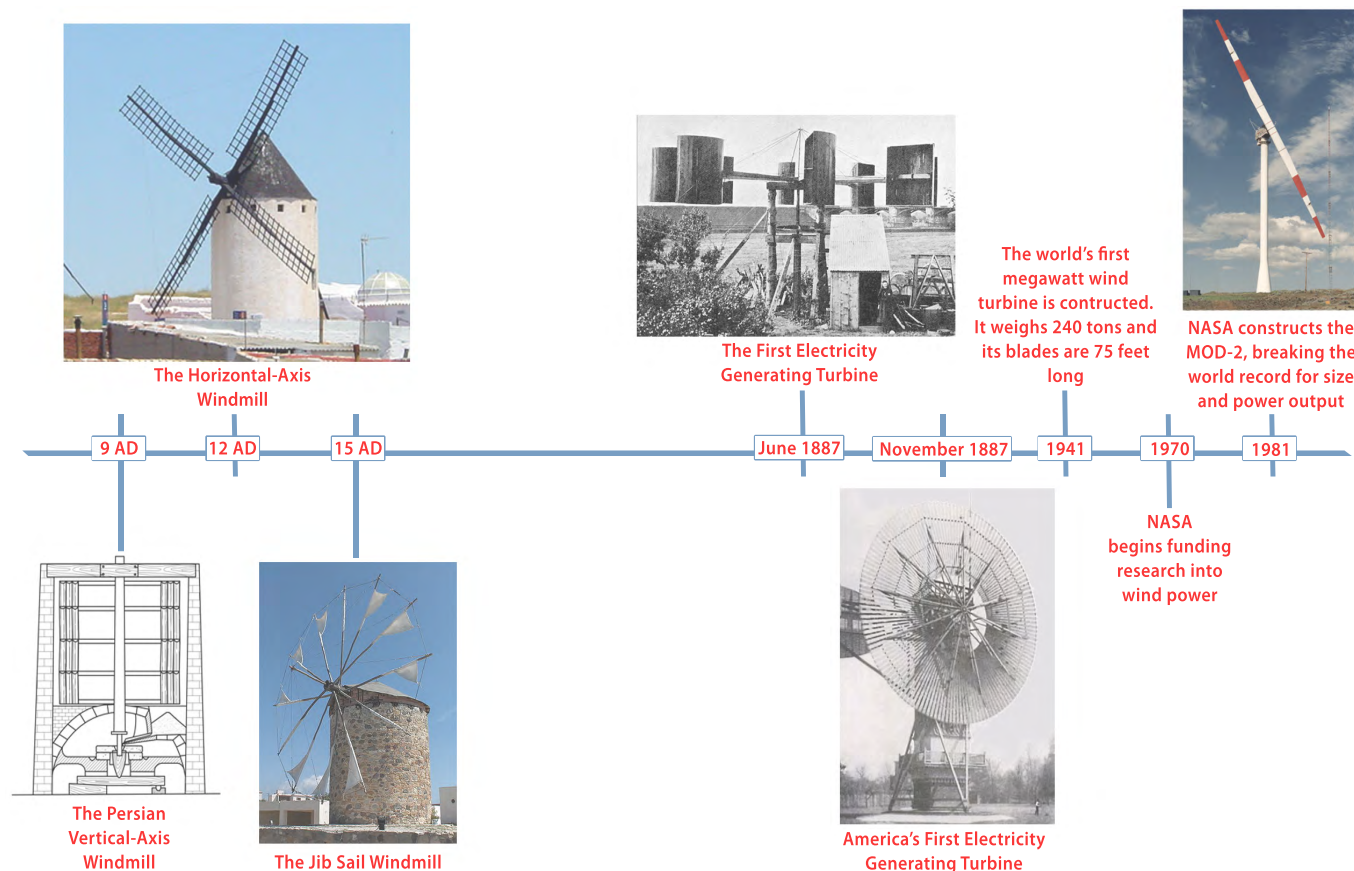 The Horizontal-Axis
Windmill
The First Electricity
Generating Turbine
The world's first
megawatt wind
turbine is contructed.
It weighs 240 tons and
its blades are 75 feet
long
NASA constructs the
MOD-2, breaking the
world record for size
and power output
9 AD
12 AD
15 AD
June 1887
November 1887
1941
1970
1981
NASA
begins funding
research into
wind power
The Persian
Vertical-Axis
Windmill
The Jib Sail Windmill
America's First Electricity
Generating Turbine